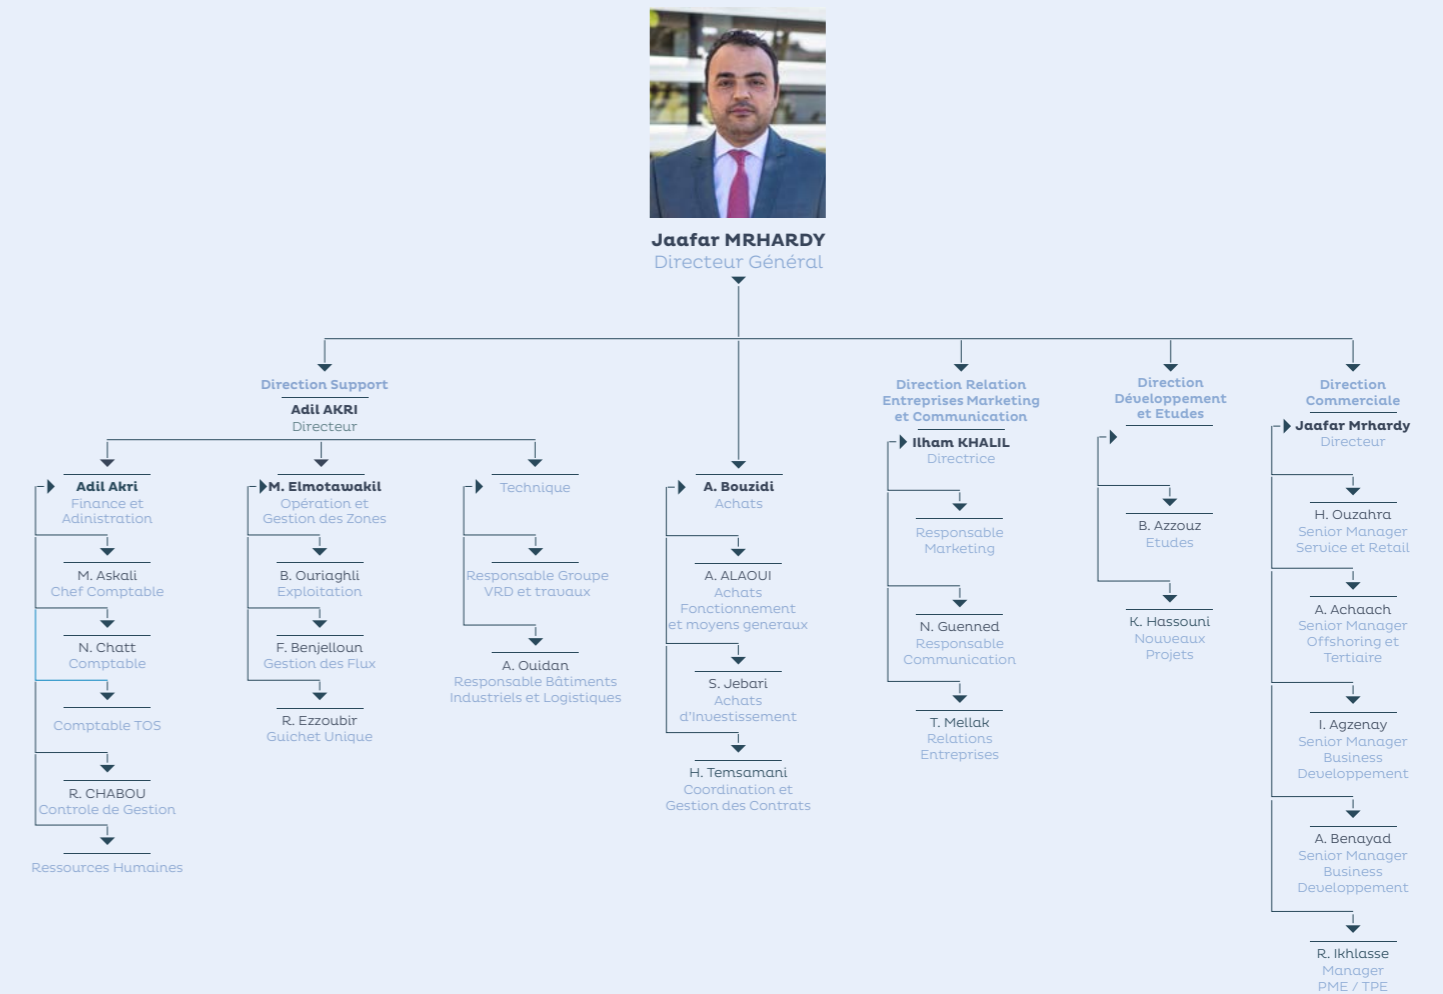 Jaafar MRHARDY
Directeur Général
Direction Support
Adil AKRI
Directeur
Adil Akri
Finance et
Adinistration
M. Askali
Chef Comptable
N. Chatt
Comptable
Comptable TOS
R. CHABOU
Controle de Gestion
Ressources Humaines
M. Elmotawakil
Opération et
Gestion des Zones
B. Ouriaghli
Exploitation
F. Benjelloun
Gestion des Flux
R. Ezzoubir
Guichet Unique
Technique
Responsable Groupe
VRD et travaux
A. Ouidan
Responsable Bâtiments
Industriels et Logistiques
A. Bouzidi
Achats
A. ALAOUI
Achats
Fonctionnement
et moyens generaux
S. Jebari
Achats
d'Investissement
H. Temsamani
Coordination et
Gestion des Contrats
Direction Relation
Entreprises Marketing
et Communication
Ilham KHALIL
Directrice
Responsable
Marketing
N. Guenned
Responsable
Communication
T. Mellak
Relations
Entreprises
Direction
Développement
et Etudes
B. Azzouz
Etudes
K. Hassouni
Nouveaux
Projets
Direction
Commerciale
Jaafar Mrhardy
Directeur
H. Ouzahra
Senior Manager
Service et Retail
A. Achaach
Senior Manager
Offshoring et
Tertiaire
I. Agzenay
Senior Manager
Business
Developpement
A. Benayad
Senior Manager
Business
Developpement
R. Ikhlasse
Manager
PME / TPE